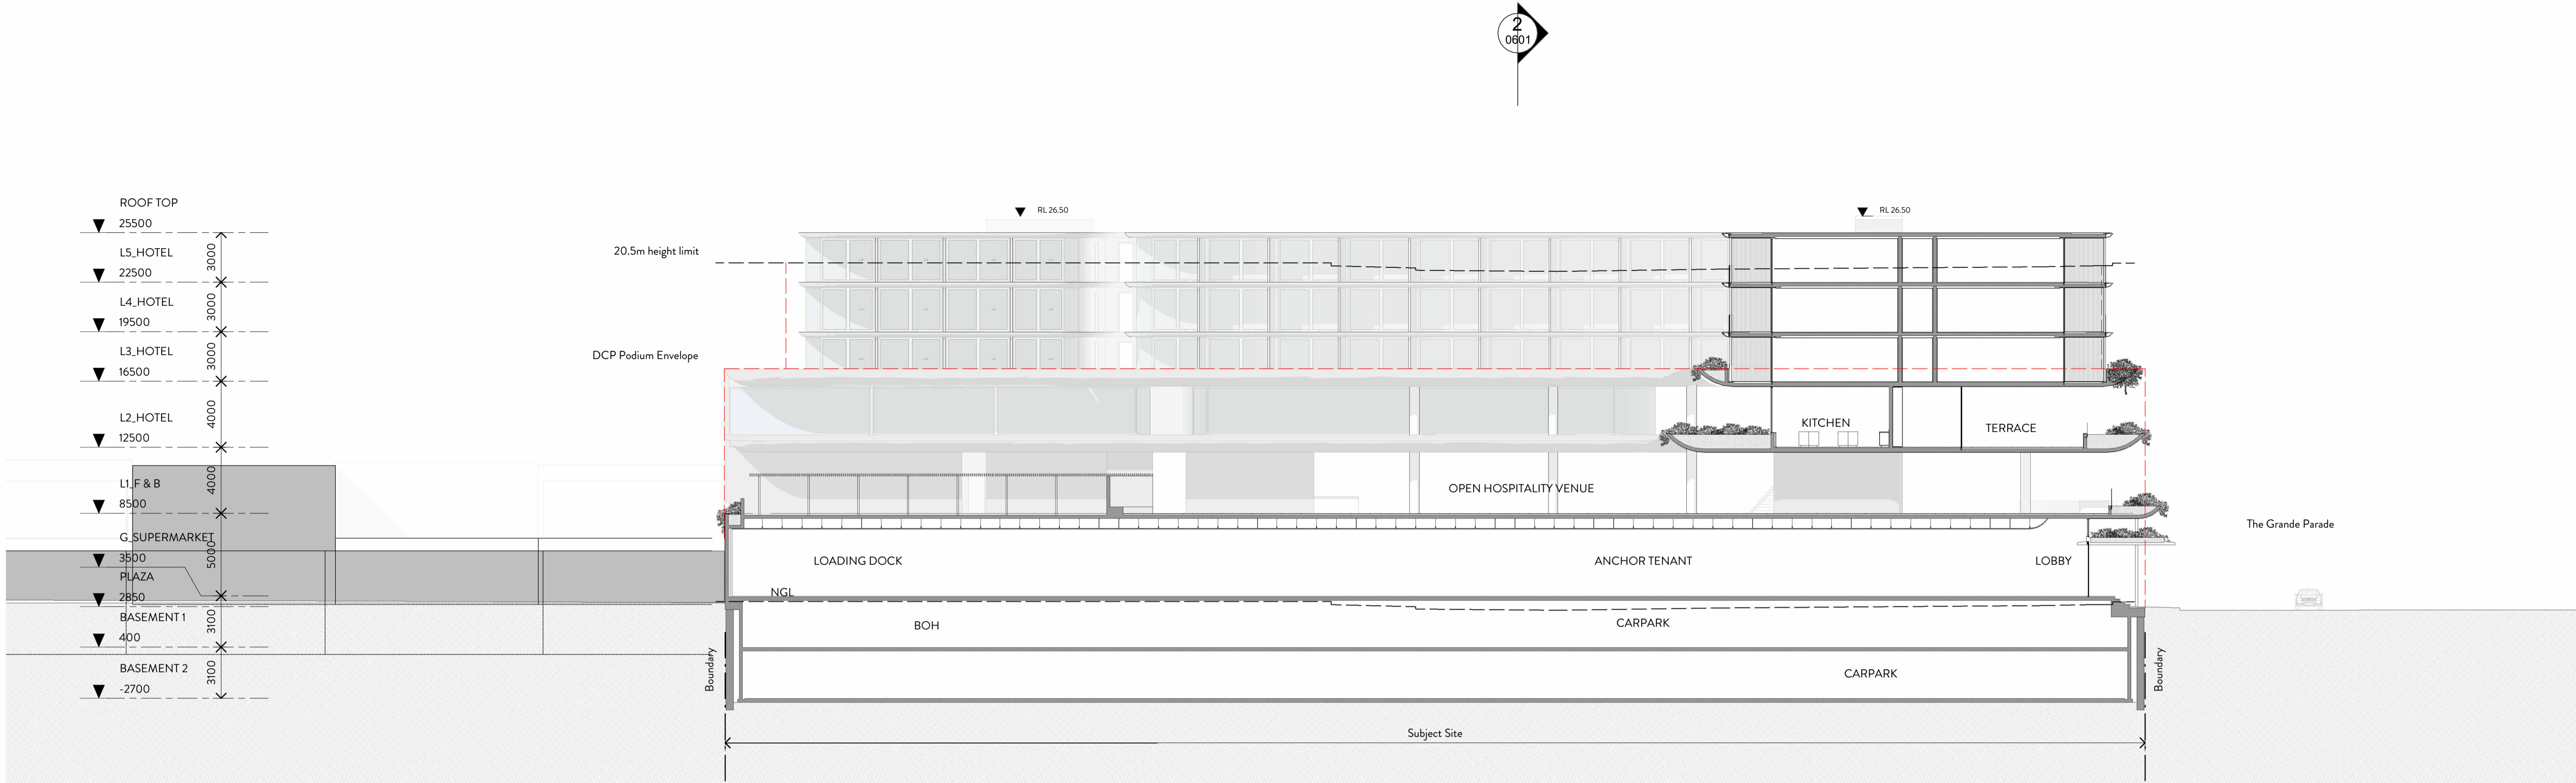 2
0601
ROOF TOP
25500
3000
L5_HOTEL
22500
3000
L4_HOTEL
19500
3000
L3_HOTEL
16500
4000
L2_HOTEL
12500
4000
L1_F & B
8500
5000
G_SUPERMARKET
3500
PLAZA
2850
3100
BASEMENT 1
400
3100
BASEMENT 2
-2700
RL 26.50
RL 26.50
20.5m height limit
DCP Podium Envelope
KITCHEN
TERRACE
OPEN HOSPITALITY VENUE
The Grande Parade
LOADING DOCK
ANCHOR TENANT
LOBBY
NGL
BOH
CARPARK
CARPARK
Boundary
Boundary
Subject Site